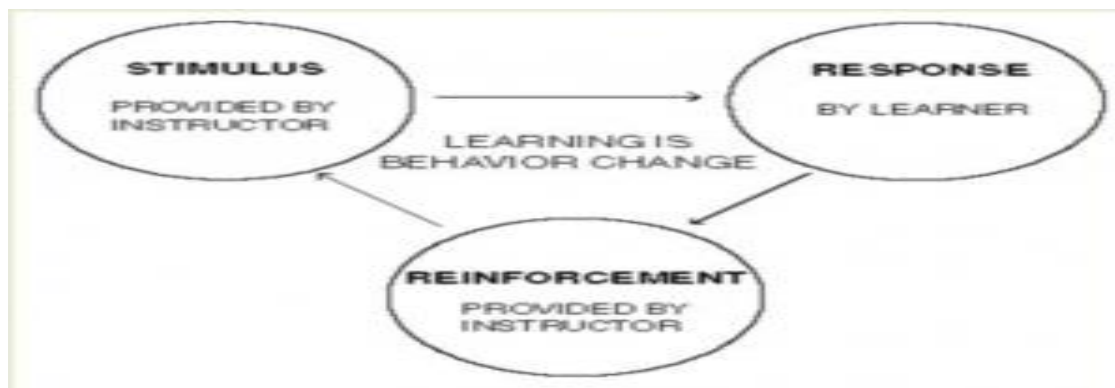 STIMULUS
PROVIDED BY
INSTRUCTOR
RESPONSE
BY LEARNER
LEARNING IS
BEHAVIOR CHANGE
REINFORCEMENT
PROVIDED BY
INSTRUCTOR